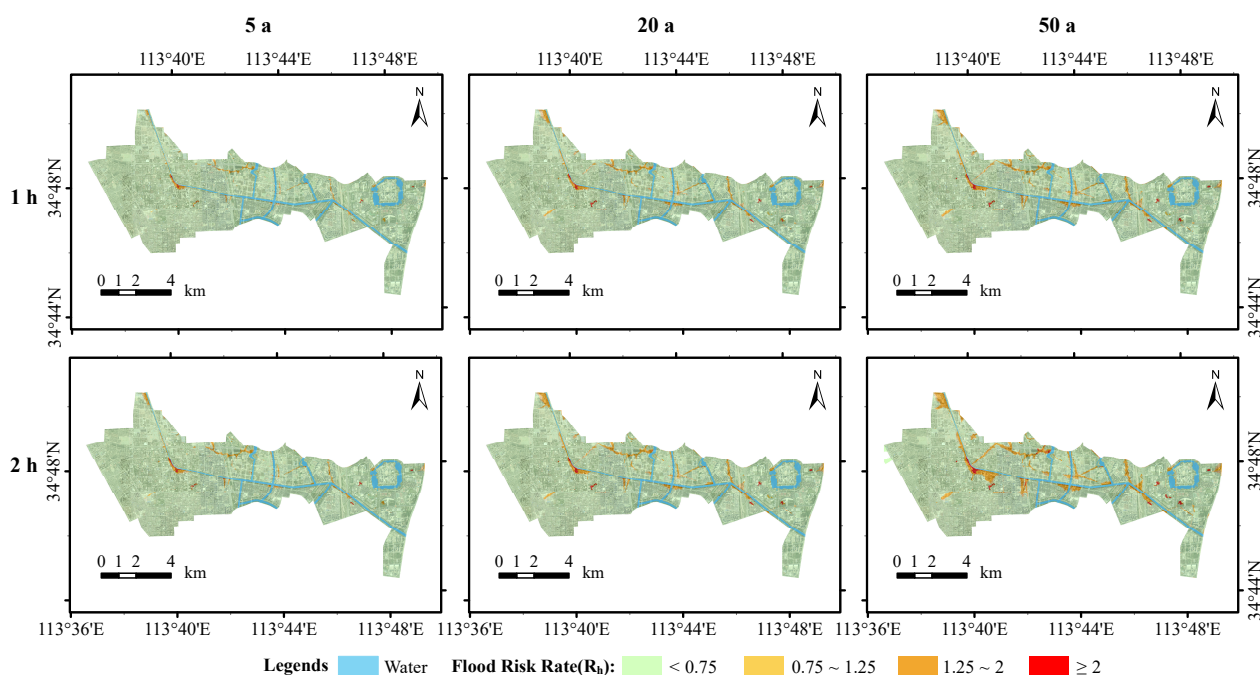 5 a 20 a 50 a
113°40'E 113°44'E 113°48'E 113°40'E 113°44'E 113°48'E 113°40'E 113°44'E 113°48'E
N N N
1 h
34°48'N 34°48'N
0 1 2 4 km 0 1 2 4 km 0 1 2 4 km
34°44'N 34°44'N
N N N
2 h
34°48'N 34°48'N
0 1 2 4 km 0 1 2 4 km 0 1 2 4 km
34°44'N
113°36'E 113°40'E 113°44'E 113°48'E 113°36'E 113°40'E 113°44'E 113°48'E 113°36'E 113°40'E 113°44'E 113°48'E
Legends Water Flood Risk Rate(Rₕ): < 0.75 0.75 ~ 1.25 1.25 ~ 2 ≥ 2